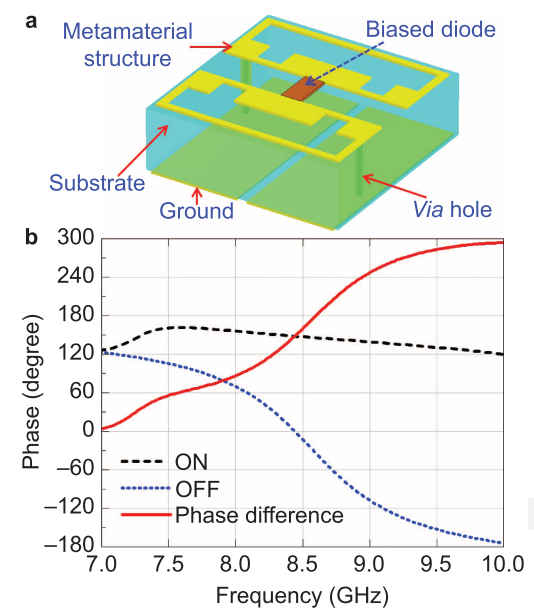 a
Metamaterial
structure
Biased diode
Substrate
Ground
Via hole
b
300
240
180
120
60
0
−60
−120
−180
Phase (degree)
ON
OFF
Phase difference
7.0 7.5 8.0 8.5 9.0 9.5 10.0
Frequency (GHz)